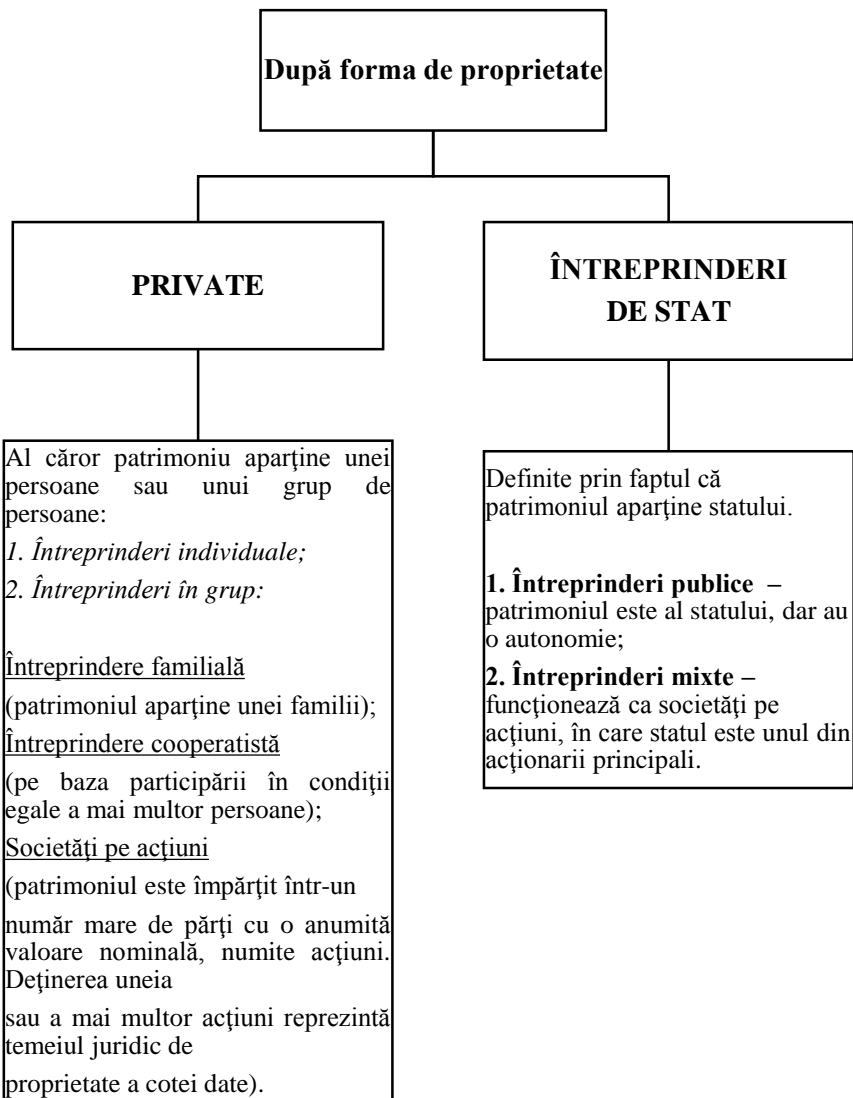 După forma de proprietate
PRIVATE
ÎNTREPRINDERI
DE STAT
Al căror patrimoniu aparţine unei
persoane sau unui grup de
persoane:
1. Întreprinderi individuale;
2. Întreprinderi în grup:
Întreprindere familială
(patrimoniul aparţine unei familii);
Întreprindere cooperatistă
(pe baza participării în condiţii
egale a mai multor persoane);
Societăţi pe acţiuni
(patrimoniul este împărţit într-un
număr mare de părţi cu o anumită
valoare nominală, numite acţiuni.
Deţinerea uneia
sau a mai multor acţiuni reprezintă
temeiul juridic de
proprietate a cotei date).
Definite prin faptul că
patrimoniul aparţine statului.
1. Întreprinderi publice –
patrimoniul este al statului, dar au
o autonomie;
2. Întreprinderi mixte –
funcţionează ca societăţi pe
acţiuni, în care statul este unul din
acţionarii principali.